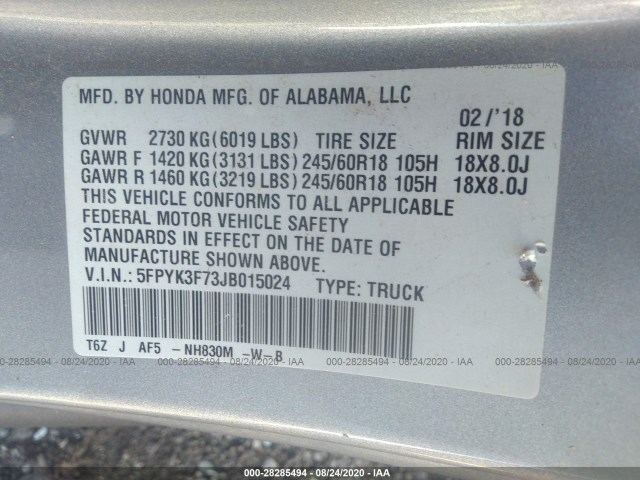 MFD. BY HONDA MFG. OF ALABAMA, LLC
02 /'18
GVWR 2730 KG(6019 LBS) TIRE SIZE RIM SIZE
GAWR F 1420 KG(3131 LBS) 245/60R18 105H 18X8.0J
GAWR R 1460 KG(3219 LBS) 245/60R18 105H 18X8.0J
THIS VEHICLE CONFORMS TO ALL APPLICABLE
FEDERAL MOTOR VEHICLE SAFETY
STANDARDS IN EFFECT ON THE DATE OF
MANUFACTURE SHOWN ABOVE.
V.I.N.: 5FPYK3F73JB015024 TYPE: TRUCK
T6Z J AF5 -NH830M -W-B
000-28285494 - 08/24/2020 - IAA